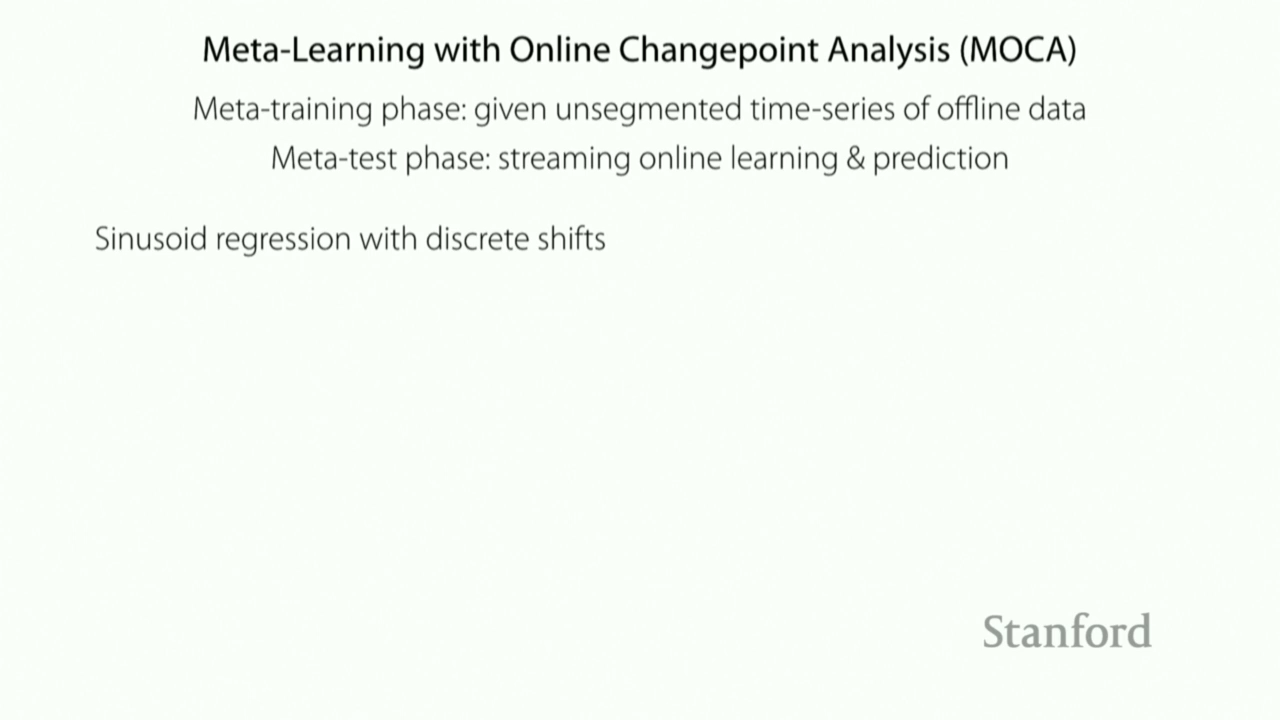 Meta-Learning with Online Changepoint Analysis (MOCA)
Meta-training phase: given unsegmented time-series of offline data
Meta-test phase: streaming online learning & prediction
Sinusoid regression with discrete shifts
Stanford